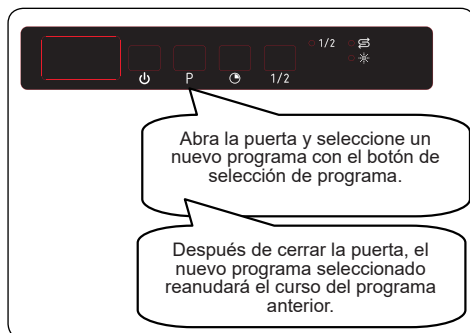 1/2
P
1/2
Abra la puerta y seleccione un
nuevo programa con el botón de
selección de programa.
Después de cerrar la puerta, el
nuevo programa seleccionado
reanudará el curso del programa
anterior.